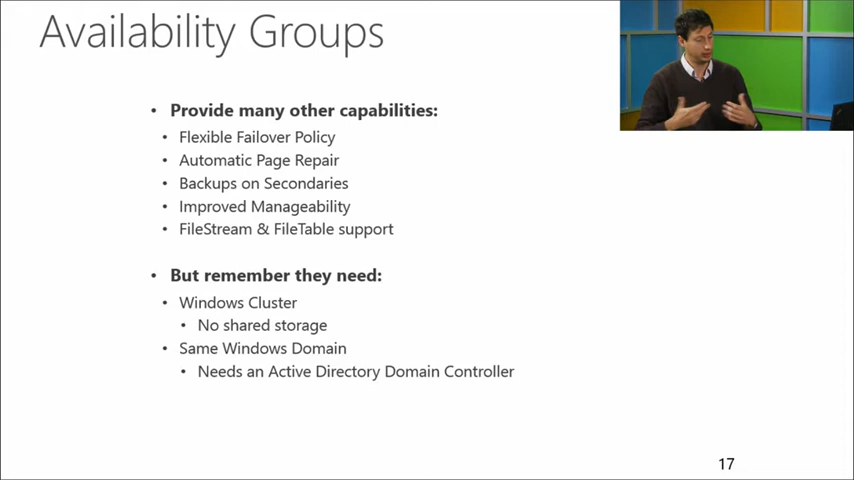 Availability Groups
• Provide many other capabilities:
• Flexible Failover Policy
• Automatic Page Repair
• Backups on Secondaries
• Improved Manageability
• FileStream & FileTable support
• But remember they need:
• Windows Cluster
• No shared storage
• Same Windows Domain
• Needs an Active Directory Domain Controller
17